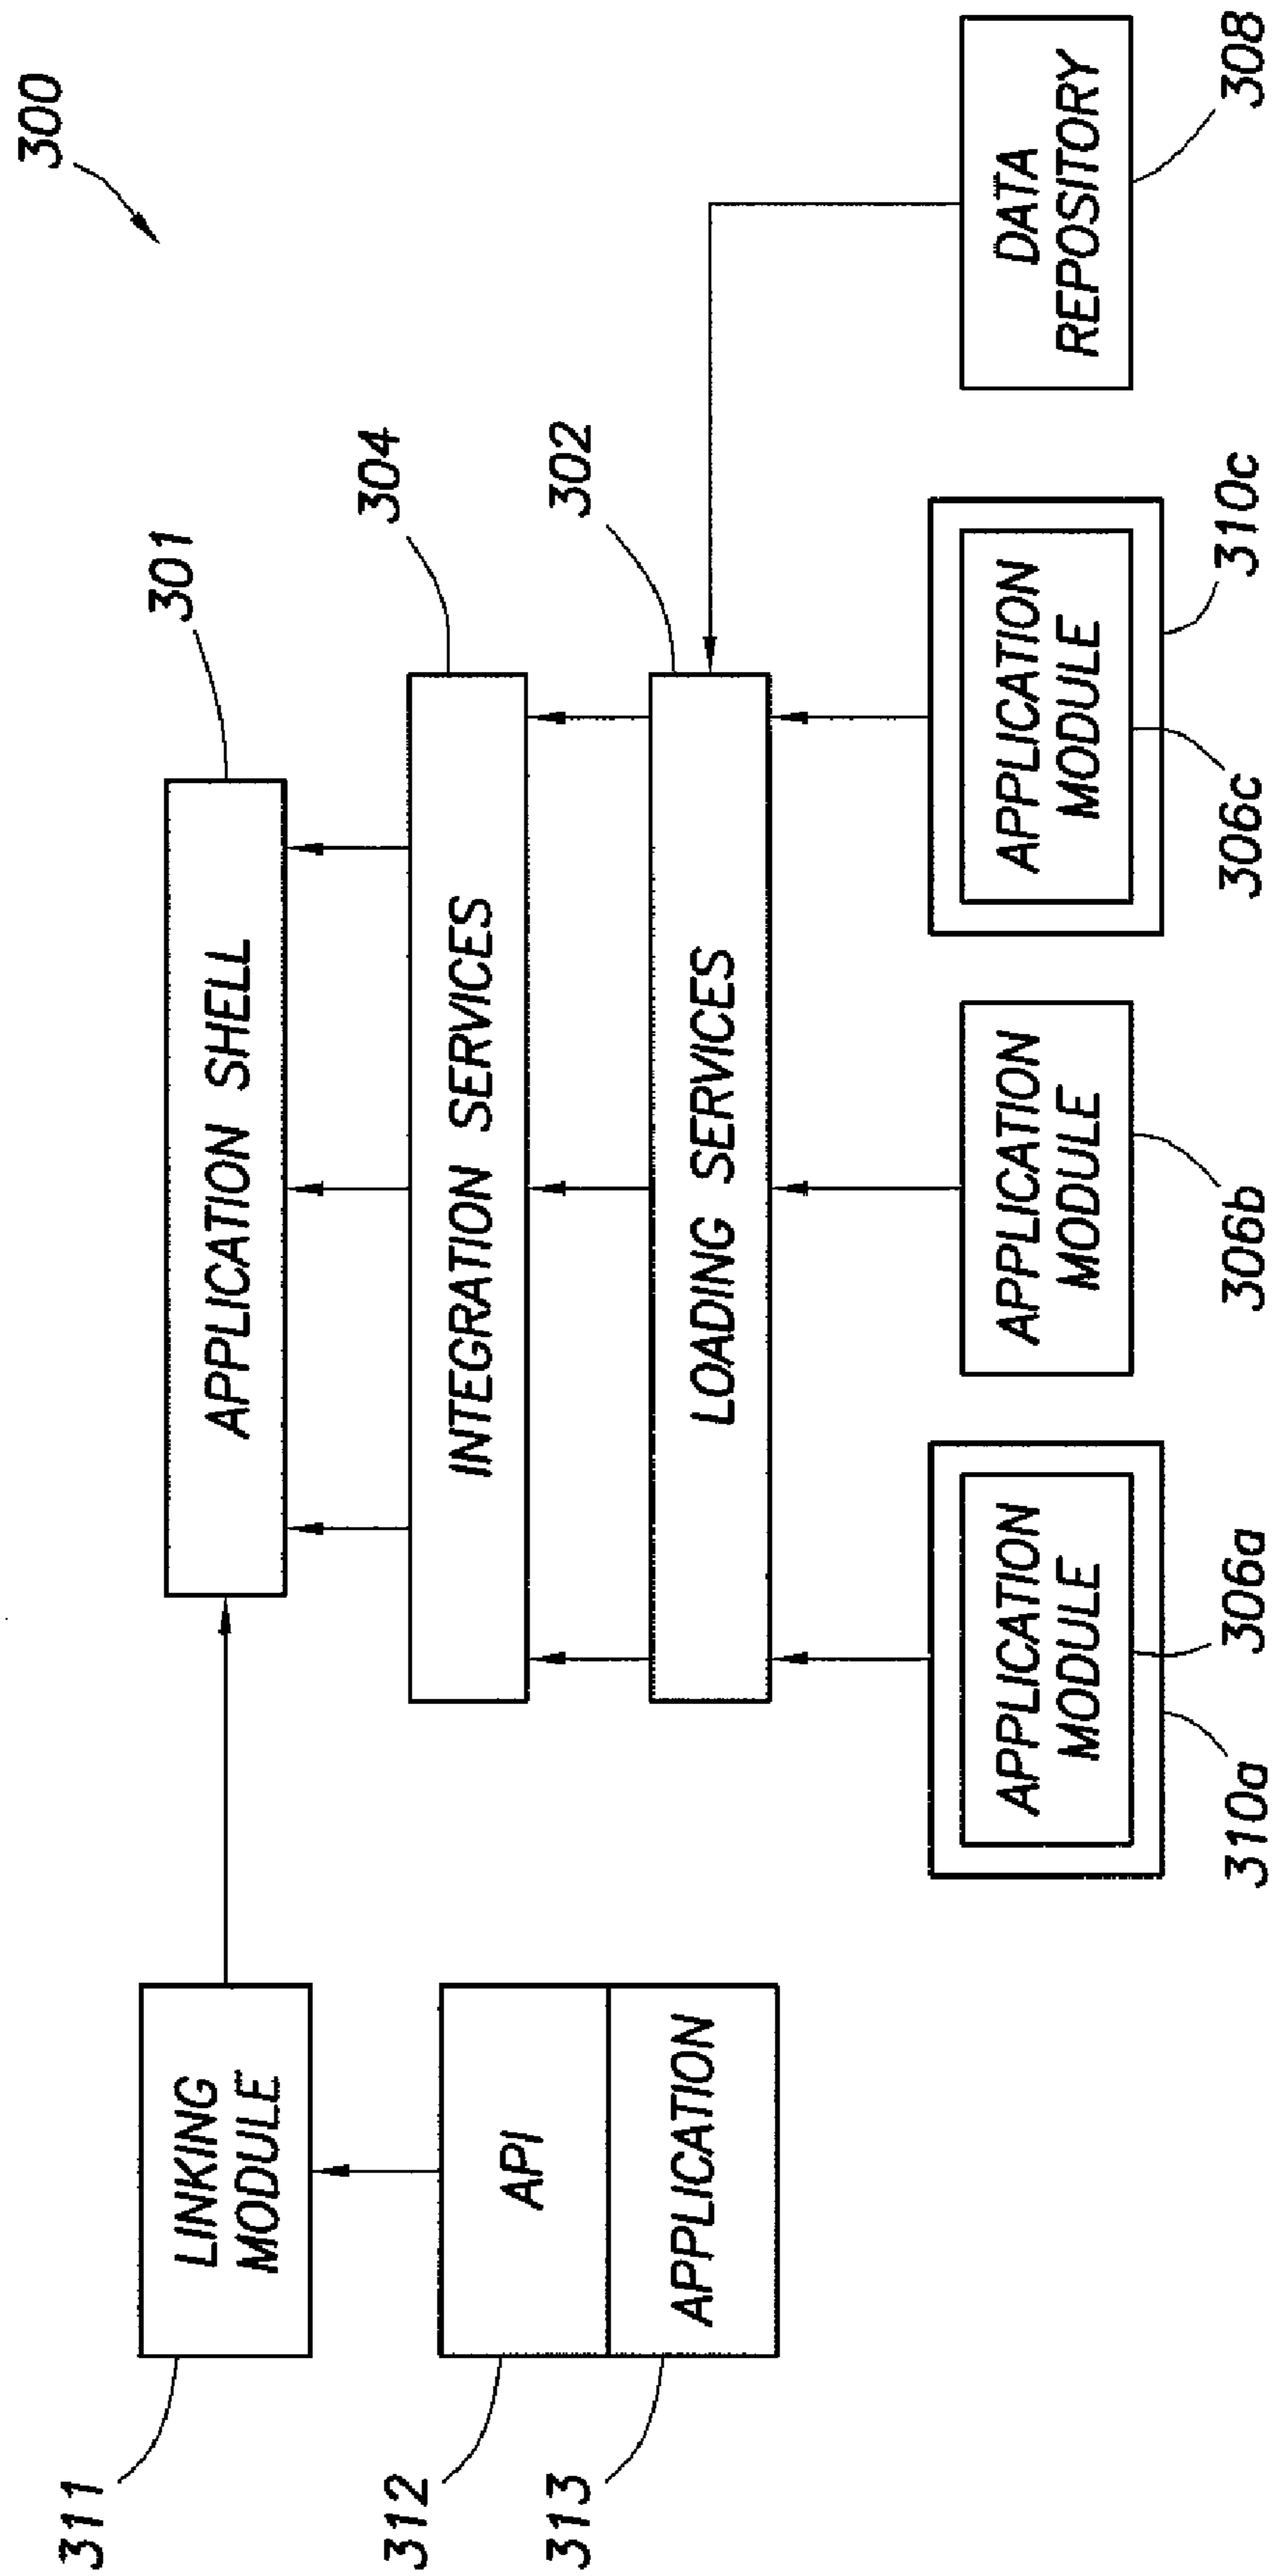 300
301
304
302
311
312
313
LINKING
MODULE
API
APPLICATION
APPLICATION SHELL
INTEGRATION SERVICES
LOADING SERVICES
APPLICATION
MODULE
APPLICATION
MODULE
APPLICATION
MODULE
DATA
REPOSITORY
310a
306a
306b
306c
310c
308